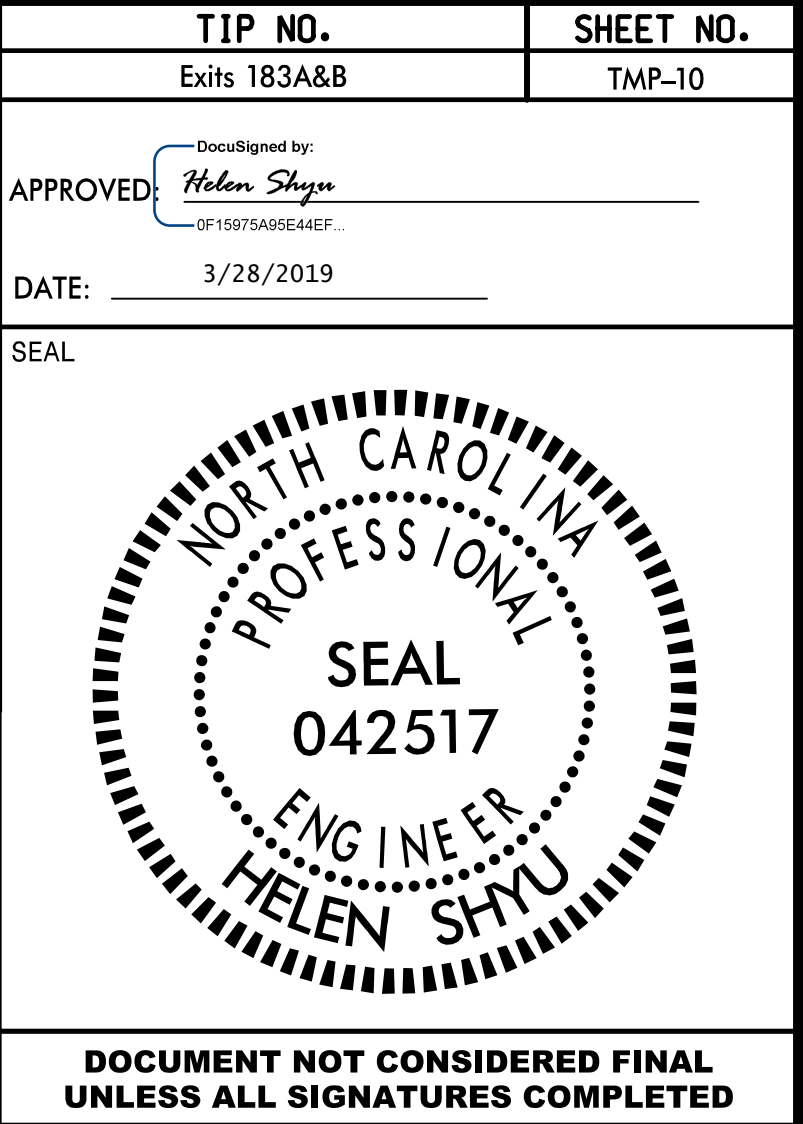 TIP NO. SHEET NO.
Exits 183A&B TMP–10
DocuSigned by:
APPROVED: Helen Shyu
0F15975A95E44EF...
DATE: 3/28/2019
SEAL
NORTH CAROLINA
PROFESSIONAL
SEAL
042517
ENGINEER
HELEN SHYU
DOCUMENT NOT CONSIDERED FINAL
UNLESS ALL SIGNATURES COMPLETED